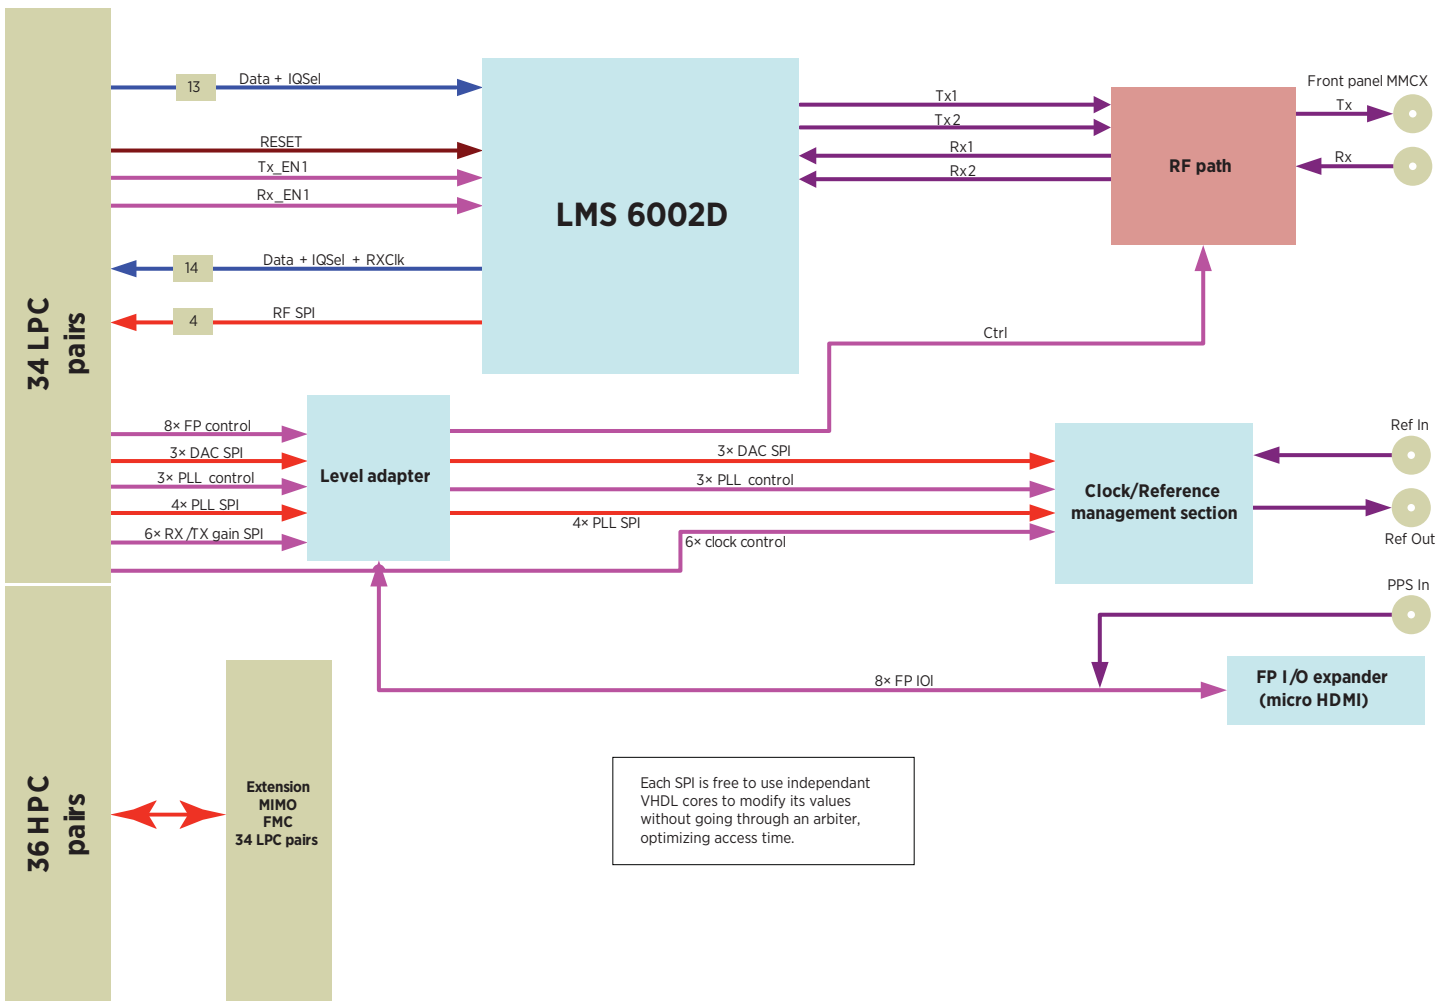 Front panel MMCX
13
Data + IQSel
Tx1
Tx
Tx2
RESET
Rx1
Rx
Tx_EN1
Rx2
RF path
Rx_EN1
LMS 6002D
14
Data + IQSel + RXClk
4
RF SPI
Ctrl
34 LPC
pairs
8× FP control
3× DAC SPI
3× PLL control
4× PLL SPI
6× RX/TX gain SPI
Level adapter
3× DAC SPI
3× PLL control
4× PLL SPI
6× clock control
Clock/Reference
management section
Ref In
Ref Out
PPS In
8× FP IOI
FP I/O expander
(micro HDMI)
36 HPC
pairs
Extension
MIMO
FMC
34 LPC pairs
Each SPI is free to use independant
VHDL cores to modify its values
without going through an arbiter,
optimizing access time.